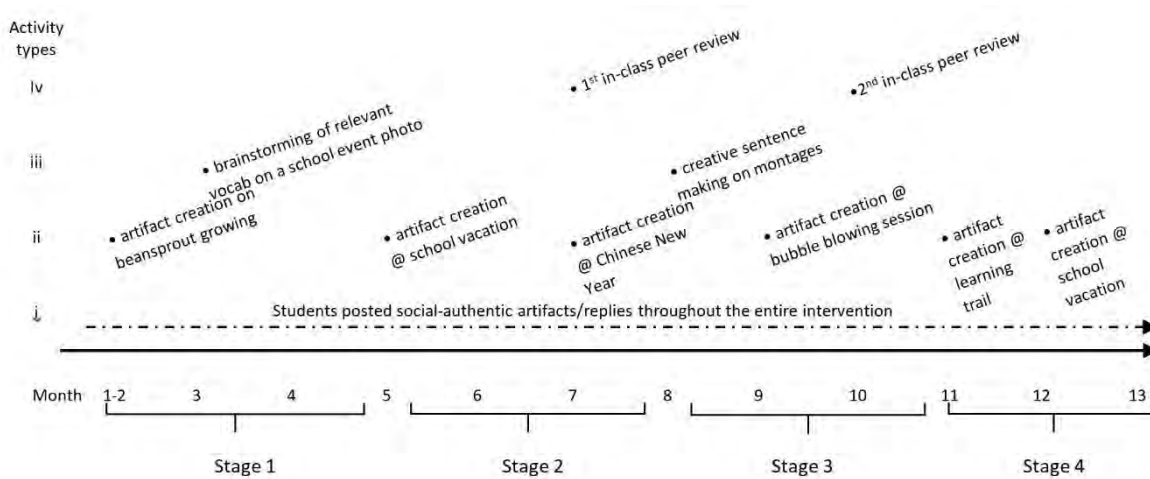 Activity
types
Iv
1st in-class peer review
2nd in-class peer review
iii
brainstorming of relevant
vocab on a school event photo
creative sentence
making on montages
ii
artifact creation on
beansprout growing
artifact creation
@ school vacation
artifact creation
@ Chinese New
Year
artifact creation @
bubble blowing session
artifact
creation @
learning
trail
artifact
creation @
school
vacation
i
Students posted social-authentic artifacts/replies throughout the entire intervention
Month 1-2 3 4 5 6 7 8 9 10 11 12 13
Stage 1 Stage 2 Stage 3 Stage 4